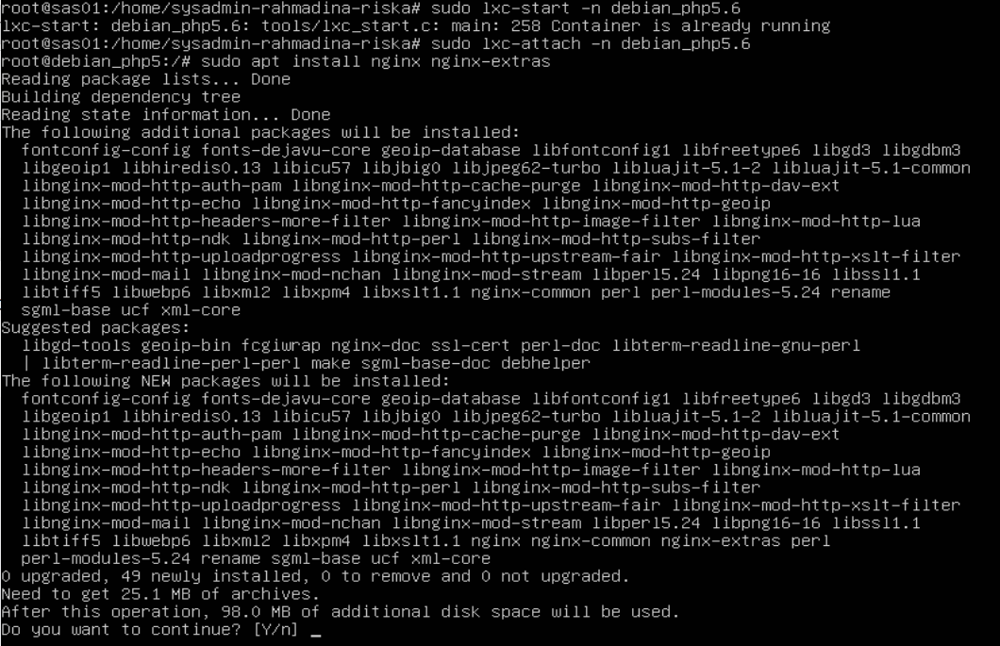 root@sas01:/home/sysadmin-rahmadina-riska# sudo lxc-start -n debian_php5.6
lxc-start: debian_php5.6: tools/lxc_start.c: main: 258 Container is already running
root@sas01:/home/sysadmin-rahmadina-riska# sudo lxc-attach -n debian_php5.6
root@debian_php5:/# sudo apt install nginx nginx-extras
Reading package lists... Done
Building dependency tree
Reading state information... Done
The following additional packages will be installed:
  fontconfig-config fonts-dejavu-core geoip-database libfontconfig1 libfreetype6 libgd3 libgdbm3
  libgeoip1 libhiredis0.13 libicu57 libjbig0 libjpeg62-turbo libluajit-5.1-2 libluajit-5.1-common
  libnginx-mod-http-auth-pam libnginx-mod-http-cache-purge libnginx-mod-http-dav-ext
  libnginx-mod-http-echo libnginx-mod-http-fancyindex libnginx-mod-http-geoip
  libnginx-mod-http-headers-more-filter libnginx-mod-http-image-filter libnginx-mod-http-lua
  libnginx-mod-http-ndk libnginx-mod-http-perl libnginx-mod-http-subs-filter
  libnginx-mod-http-uploadprogress libnginx-mod-http-upstream-fair libnginx-mod-http-xslt-filter
  libnginx-mod-mail libnginx-mod-nchan libnginx-mod-stream libperl5.24 libpng16-16 libssl1.1
  libtiff5 libwebp6 libxml2 libxpm4 libxslt1.1 nginx-common perl perl-modules-5.24 rename
  sgml-base ucf xml-core
Suggested packages:
  libgd-tools geoip-bin fcgiwrap nginx-doc ssl-cert perl-doc libterm-readline-gnu-perl
  | libterm-readline-perl-perl make sgml-base-doc debhelper
The following NEW packages will be installed:
  fontconfig-config fonts-dejavu-core geoip-database libfontconfig1 libfreetype6 libgd3 libgdbm3
  libgeoip1 libhiredis0.13 libicu57 libjbig0 libjpeg62-turbo libluajit-5.1-2 libluajit-5.1-common
  libnginx-mod-http-auth-pam libnginx-mod-http-cache-purge libnginx-mod-http-dav-ext
  libnginx-mod-http-echo libnginx-mod-http-fancyindex libnginx-mod-http-geoip
  libnginx-mod-http-headers-more-filter libnginx-mod-http-image-filter libnginx-mod-http-lua
  libnginx-mod-http-ndk libnginx-mod-http-perl libnginx-mod-http-subs-filter
  libnginx-mod-http-uploadprogress libnginx-mod-http-upstream-fair libnginx-mod-http-xslt-filter
  libnginx-mod-mail libnginx-mod-nchan libnginx-mod-stream libperl5.24 libpng16-16 libssl1.1
  libtiff5 libwebp6 libxml2 libxpm4 libxslt1.1 nginx nginx-common nginx-extras perl
  perl-modules-5.24 rename sgml-base ucf xml-core
0 upgraded, 49 newly installed, 0 to remove and 0 not upgraded.
Need to get 25.1 MB of archives.
After this operation, 98.0 MB of additional disk space will be used.
Do you want to continue? [Y/n] _